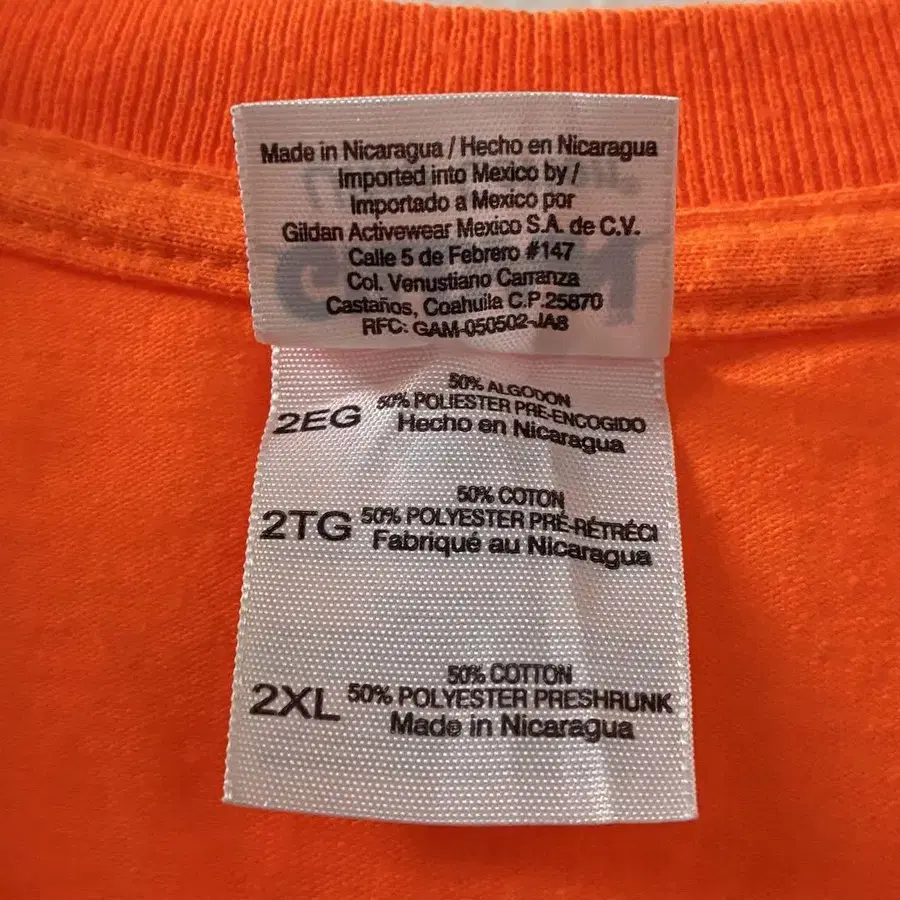 Made in Nicaragua / Hecho en Nicaragua
Imported into Mexico by /
Importado a Mexico por
Gildan Activewear Mexico S.A. de C.V.
Calle 5 de Febrero #147
Col. Venustiano Carranza
Castaños, Coahuila C.P.25870
RFC: GAM-050502-JA8
50% ALGODON
2EG 50% POLIESTER PRE-ENCOGIDO
Hecho en Nicaragua
50% COTON
2TG 50% POLYESTER PRÉ-RÉTRÉCI
Fabriqué au Nicaragua
50% COTTON
2XL 50% POLYESTER PRESHRUNK
Made in Nicaragua